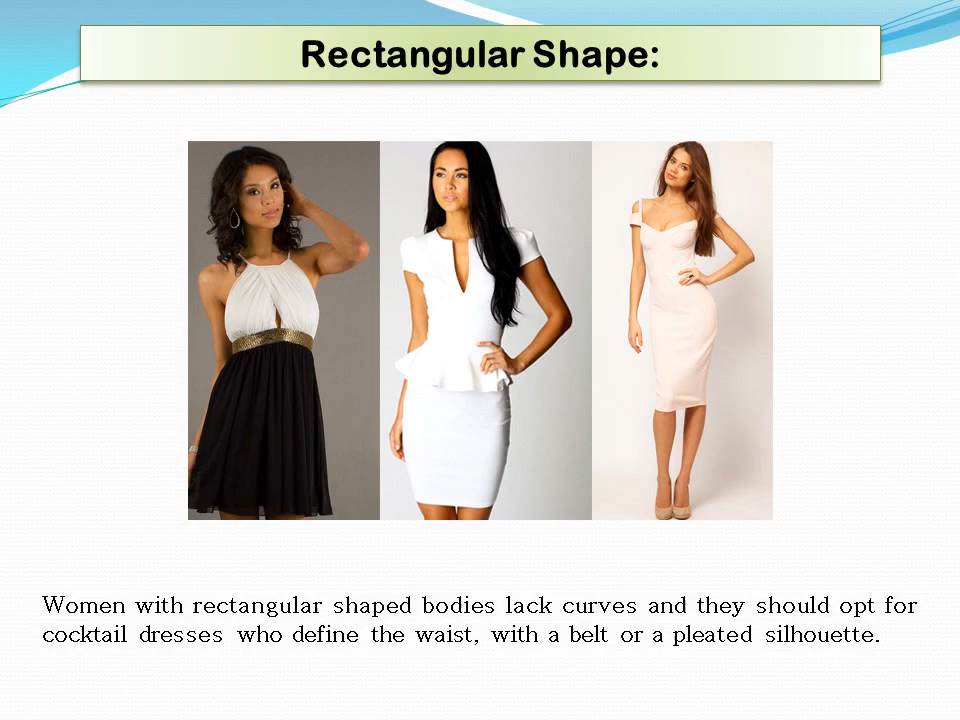 Rectangular Shape:
Women with rectangular shaped bodies lack curves and they should opt for
cocktail dresses who define the waist, with a belt or a pleated silhouette.